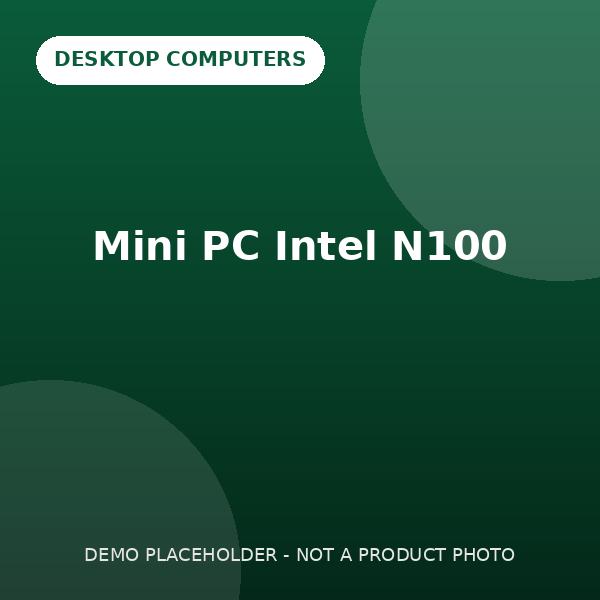 DESKTOP COMPUTERS
Mini PC Intel N100
DEMO PLACEHOLDER - NOT A PRODUCT PHOTO